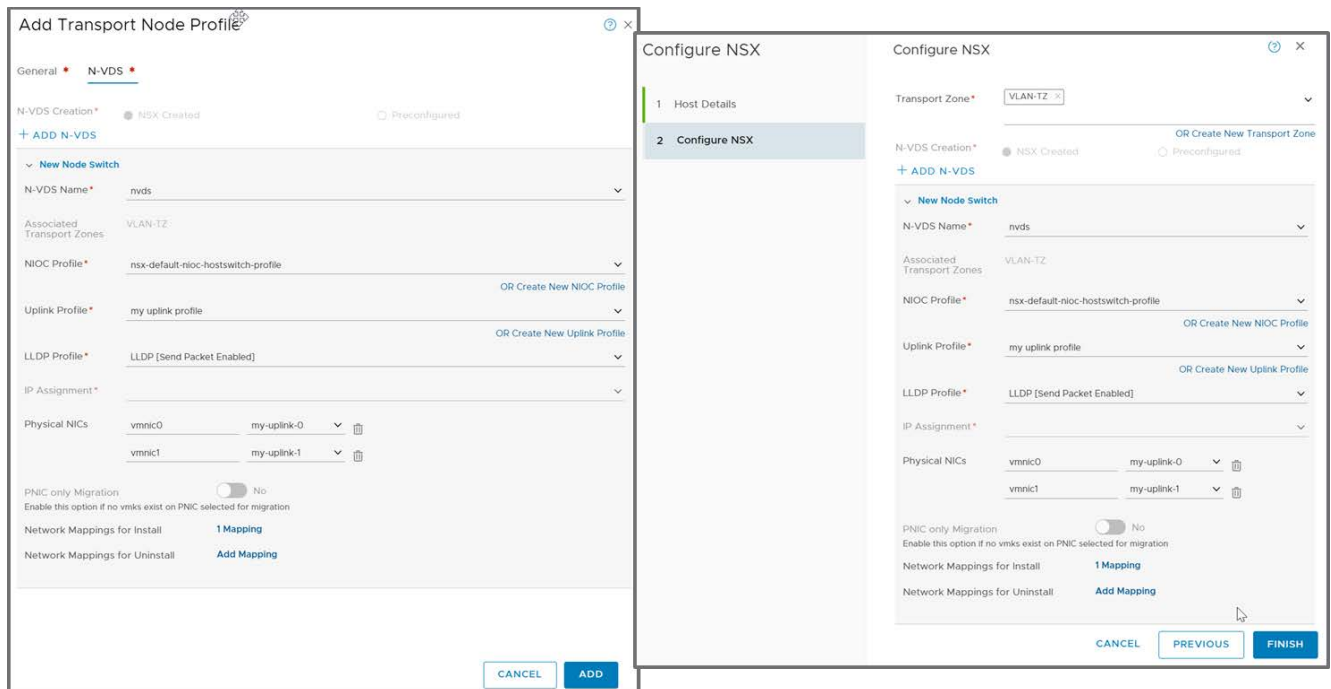 Add Transport Node Profile
General *
N-VDS *
N-VDS Creation*
NSX Created
Preconfigured
+ ADD N-VDS
New Node Switch
N-VDS Name*
nvds
Associated
Transport Zones
VLAN-TZ
NIOC Profile*
nsx-default-nioc-hostswitch-profile
OR Create New NIOC Profile
Uplink Profile*
my uplink profile
OR Create New Uplink Profile
LLDP Profile*
LLDP [Send Packet Enabled]
IP Assignment*
Physical NICs
vmnic0
my-uplink-0
vmnic1
my-uplink-1
PNIC only Migration
No
Enable this option if no vmks exist on PNIC selected for migration
Network Mappings for Install
1 Mapping
Network Mappings for Uninstall
Add Mapping
CANCEL
ADD
Configure NSX
1 Host Details
2 Configure NSX
Configure NSX
Transport Zone*
VLAN-TZ ×
OR Create New Transport Zone
N-VDS Creation*
NSX Created
Preconfigured
+ ADD N-VDS
New Node Switch
N-VDS Name*
nvds
Associated
Transport Zones
VLAN-TZ
NIOC Profile*
nsx-default-nioc-hostswitch-profile
OR Create New NIOC Profile
Uplink Profile*
my uplink profile
OR Create New Uplink Profile
LLDP Profile*
LLDP [Send Packet Enabled]
IP Assignment*
Physical NICs
vmnic0
my-uplink-0
vmnic1
my-uplink-1
PNIC only Migration
No
Enable this option if no vmks exist on PNIC selected for migration
Network Mappings for Install
1 Mapping
Network Mappings for Uninstall
Add Mapping
CANCEL
PREVIOUS
FINISH